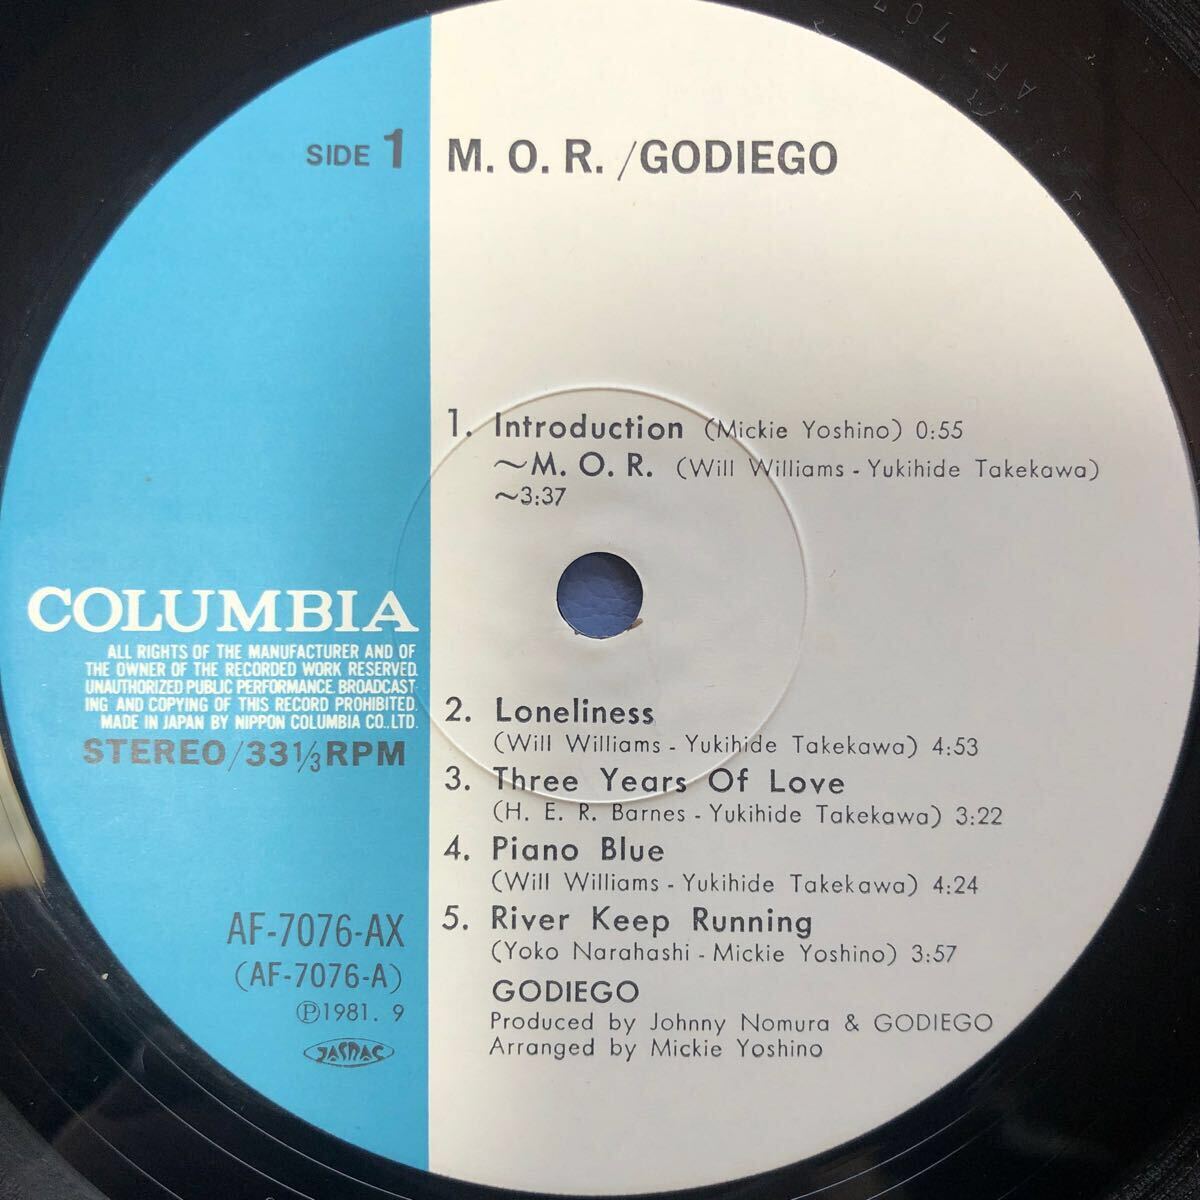 SIDE 1
M. O. R. /GODIEGO
1. Introduction (Mickie Yoshino) 0:55
～M. O. R. (Will Williams - Yukihide Takekawa)
～3:37
COLUMBIA
ALL RIGHTS OF THE MANUFACTURER AND OF
THE OWNER OF THE RECORDED WORK RESERVED.
UNAUTHORIZED PUBLIC PERFORMANCE. BROADCAST-
ING AND COPYING OF THIS RECORD PROHIBITED.
MADE IN JAPAN BY NIPPON COLUMBIA CO., LTD.
STEREO/33 1/3 RPM
2. Loneliness
(Will Williams - Yukihide Takekawa) 4:53
3. Three Years Of Love
(H. E. R. Barnes - Yukihide Takekawa) 3:22
4. Piano Blue
(Will Williams - Yukihide Takekawa) 4:24
5. River Keep Running
(Yoko Narahashi - Mickie Yoshino) 3:57
GODIEGO
Produced by Johnny Nomura & GODIEGO
Arranged by Mickie Yoshino
AF-7076-AX
(AF-7076-A)
Ⓟ1981. 9
JASRAC